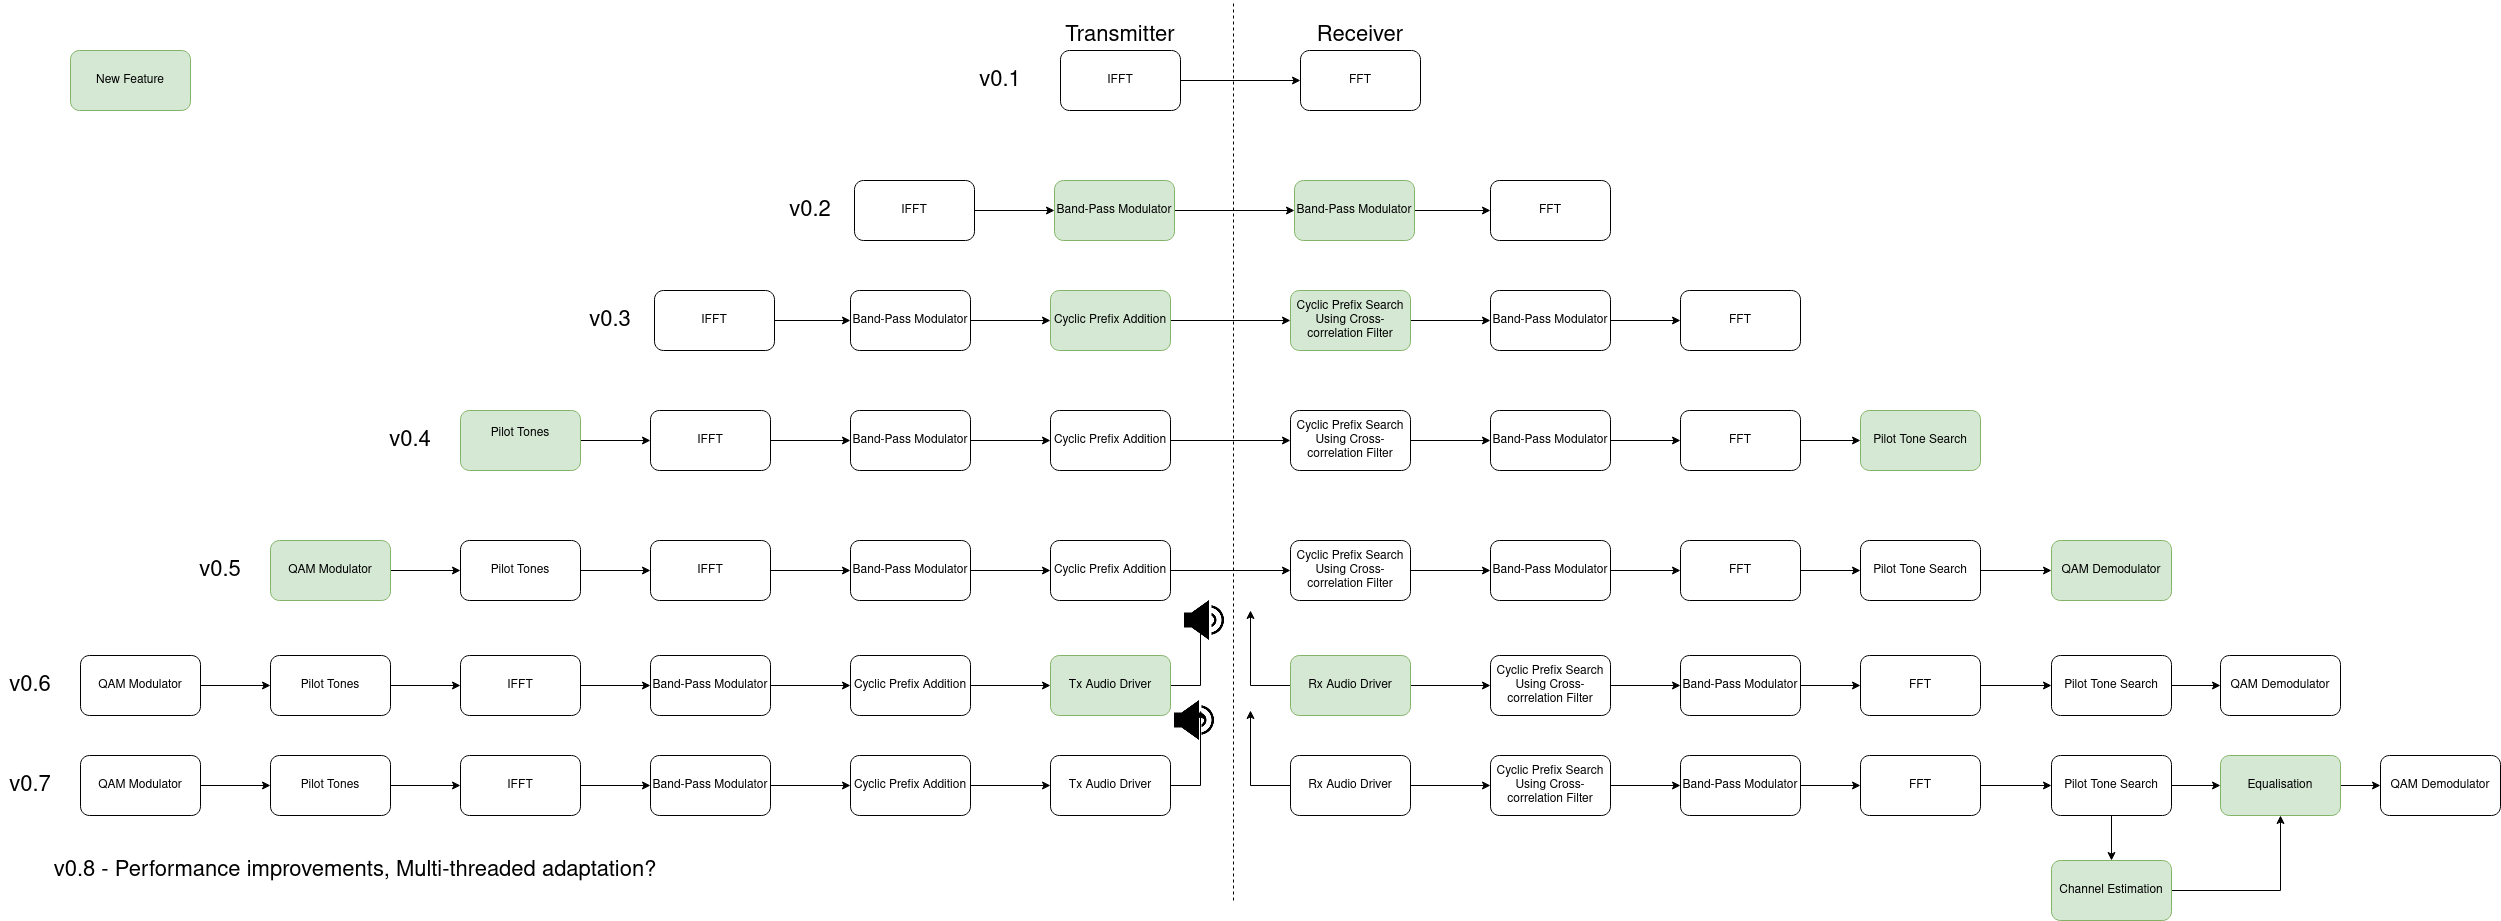 Transmitter
Receiver
New Feature
v0.1
IFFT
FFT
v0.2
IFFT
Band-Pass Modulator
Band-Pass Modulator
FFT
v0.3
IFFT
Band-Pass Modulator
Cyclic Prefix Addition
Cyclic Prefix Search
Using Cross-
correlation Filter
Band-Pass Modulator
FFT
v0.4
Pilot Tones
IFFT
Band-Pass Modulator
Cyclic Prefix Addition
Cyclic Prefix Search
Using Cross-
correlation Filter
Band-Pass Modulator
FFT
Pilot Tone Search
v0.5
QAM Modulator
Pilot Tones
IFFT
Band-Pass Modulator
Cyclic Prefix Addition
Cyclic Prefix Search
Using Cross-
correlation Filter
Band-Pass Modulator
FFT
Pilot Tone Search
QAM Demodulator
v0.6
QAM Modulator
Pilot Tones
IFFT
Band-Pass Modulator
Cyclic Prefix Addition
Tx Audio Driver
Rx Audio Driver
Cyclic Prefix Search
Using Cross-
correlation Filter
Band-Pass Modulator
FFT
Pilot Tone Search
QAM Demodulator
v0.7
QAM Modulator
Pilot Tones
IFFT
Band-Pass Modulator
Cyclic Prefix Addition
Tx Audio Driver
Rx Audio Driver
Cyclic Prefix Search
Using Cross-
correlation Filter
Band-Pass Modulator
FFT
Pilot Tone Search
Equalisation
QAM Demodulator
v0.8 - Performance improvements, Multi-threaded adaptation?
Channel Estimation